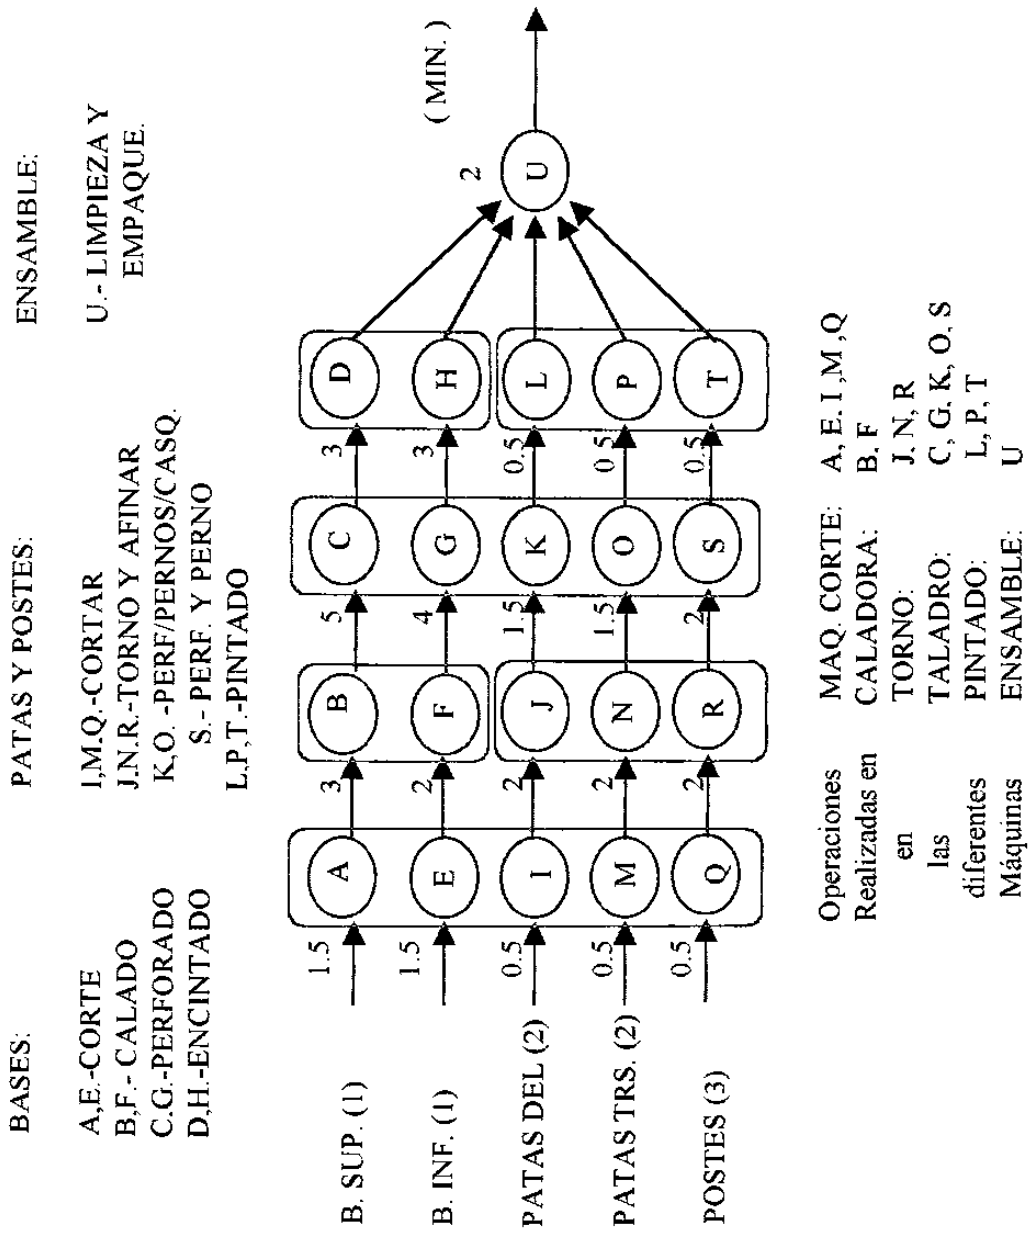 BASES:
A,E.-CORTE
B,F.- CALADO
C.G.-PERFORADO
D,H.-ENCINTADO
PATAS Y POSTES:
I,M.Q.-CORTAR
J.N.R.-TORNO Y AFINAR
K,O. -PERF/PERNOS/CASQ.
S.- PERF. Y PERNO
L.P,T.-PINTADO
ENSAMBLE:
U.- LIMPIEZA Y
EMPAQUE.
( MIN. )
B. SUP. (1) 1.5 A 3 B 5 C 3 D
B. INF. (1) 1.5 E 2 F 4 G 3 H
PATAS DEL (2) 0.5 I 2 J 1.5 K 0.5 L 2 U
PATAS TRS. (2) 0.5 M 2 N 1.5 O 0.5 P
POSTES (3) 0.5 Q 2 R 2 S 0.5 T
Operaciones
Realizadas en
en
las
diferentes
Máquinas
MAQ. CORTE: A, E. I ,M ,Q
CALADORA: B. F
TORNO: J. N, R
TALADRO: C, G. K, O. S
PINTADO: L, P, T
ENSAMBLE: U